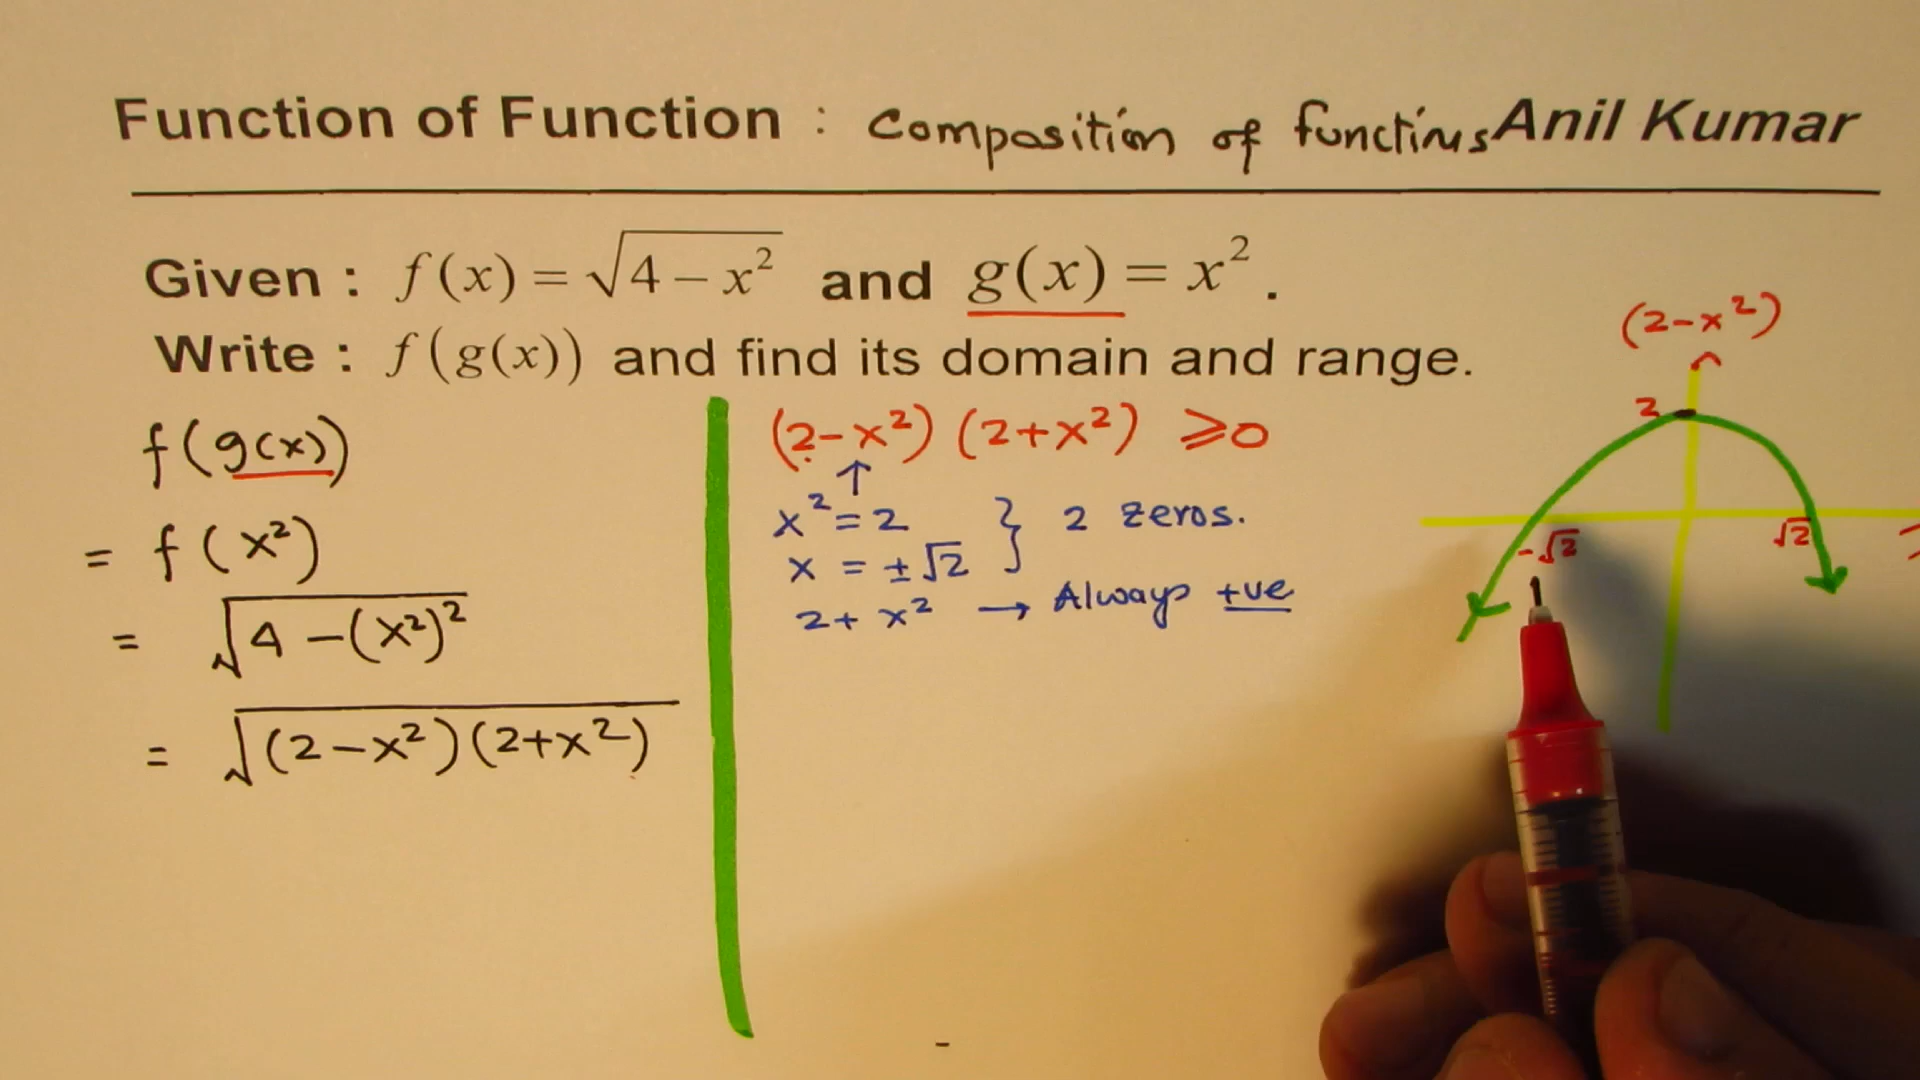 Function of Function : Composition of functions Anil Kumar
Given : f(x) = √(4 − x²) and g(x) = x².
Write : f(g(x)) and find its domain and range.
f(g(x))
= f(x²)
= √(4 − (x²)²)
= √((2−x²)(2+x²))
(2−x²)(2+x²) ≥0
↑
x² = 2 } 2 zeros.
x = ±√2
2+x² → Always +ve
(2−x²)
2
-√2 √2